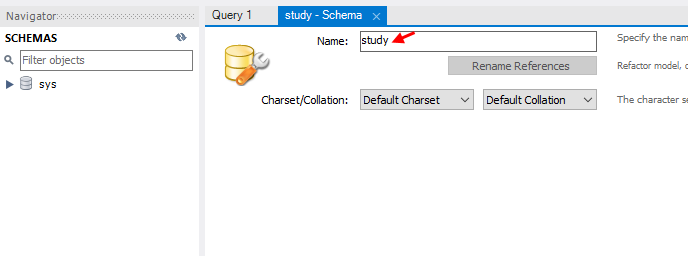 Navigator
SCHEMAS
Filter objects
sys
Query 1
study - Schema
Name: study
Specify the nam
Rename References
Refactor model, c
Charset/Collation: Default Charset Default Collation
The character se